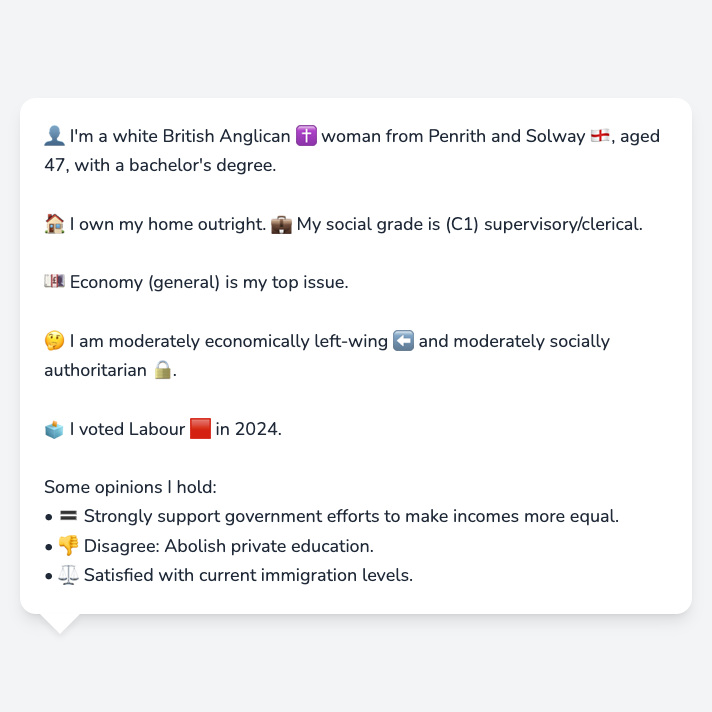 👤 I'm a white British Anglican ✝️ woman from Penrith and Solway 🏴󠁧󠁢󠁥󠁮󠁧󠁿, aged
47, with a bachelor's degree.
🏠 I own my home outright. 💼 My social grade is (C1) supervisory/clerical.
💷 Economy (general) is my top issue.
🤔 I am moderately economically left-wing ⬅️ and moderately socially
authoritarian 🔒.
🗳️ I voted Labour 🟥 in 2024.
Some opinions I hold:
• 🟰 Strongly support government efforts to make incomes more equal.
• 👎 Disagree: Abolish private education.
• ⚖️ Satisfied with current immigration levels.